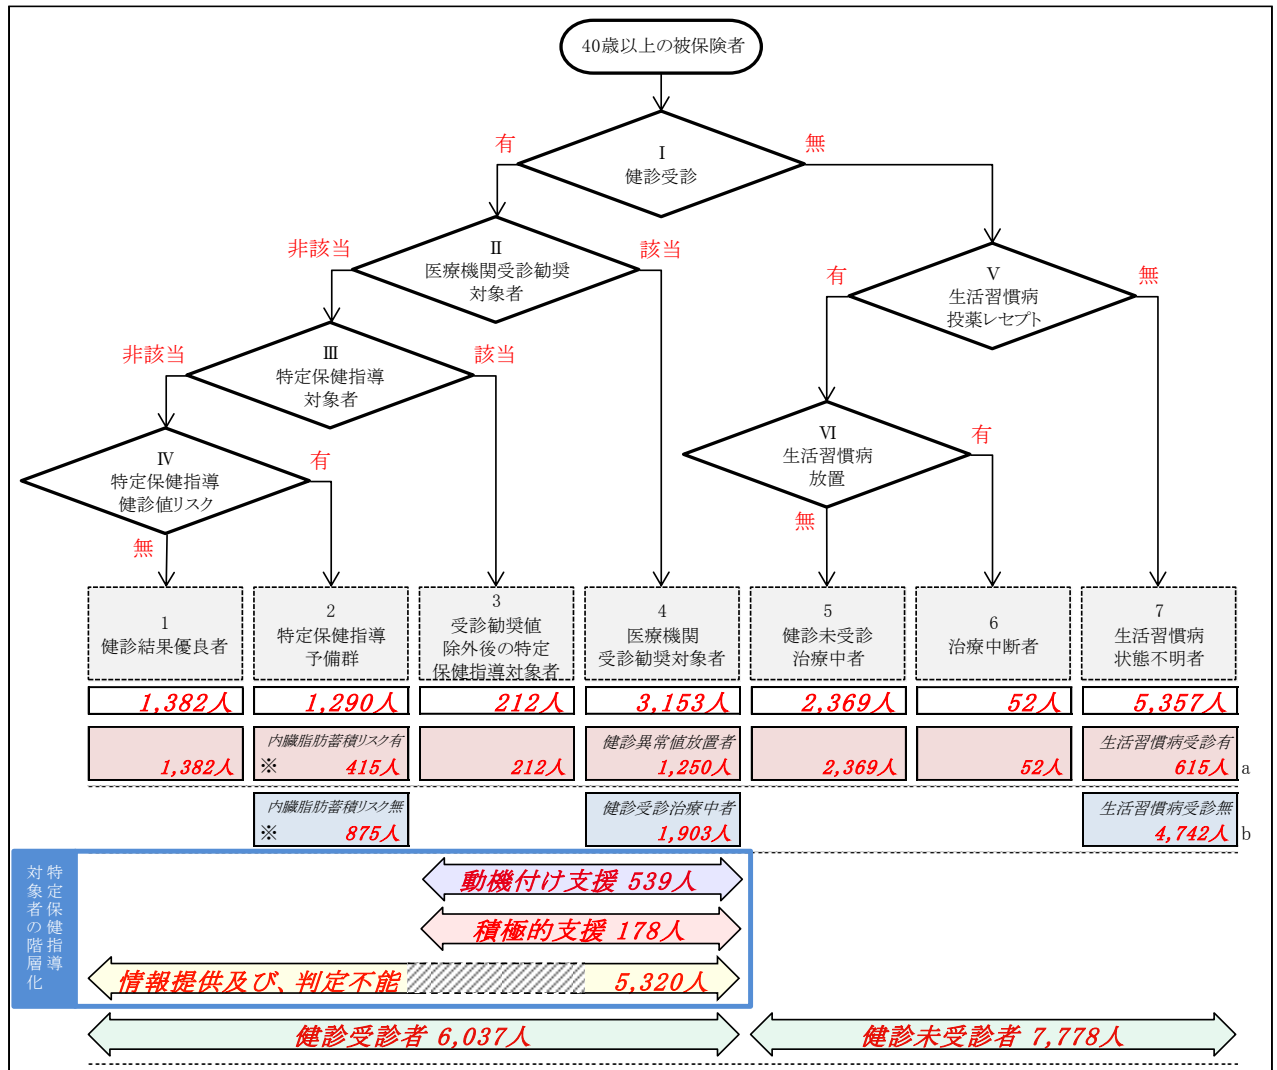 40歳以上の被保険者
Ⅰ
健診受診
有
無
Ⅱ
医療機関受診勧奨
対象者
非該当
該当
Ⅴ
生活習慣病
投薬レセプト
有
無
Ⅲ
特定保健指導
対象者
非該当
該当
Ⅵ
生活習慣病
放置
有
無
Ⅳ
特定保健指導
健診値リスク
有
無
1
健診結果優良者
2
特定保健指導
予備群
3
受診勧奨値
除外後の特定
保健指導対象者
4
医療機関
受診勧奨対象者
5
健診未受診
治療中者
6
治療中断者
7
生活習慣病
状態不明者
1,382人
1,290人
212人
3,153人
2,369人
52人
5,357人
1,382人
内臓脂肪蓄積リスク有
※ 415人
212人
健診異常値放置者
1,250人
2,369人
52人
生活習慣病受診有
615人
a
内臓脂肪蓄積リスク無
※ 875人
健診受診治療中者
1,903人
生活習慣病受診無
4,742人
b
特定保健指導
対象者の階層化
動機付け支援 539人
積極的支援 178人
情報提供及び、判定不能 5,320人
健診受診者 6,037人
健診未受診者 7,778人